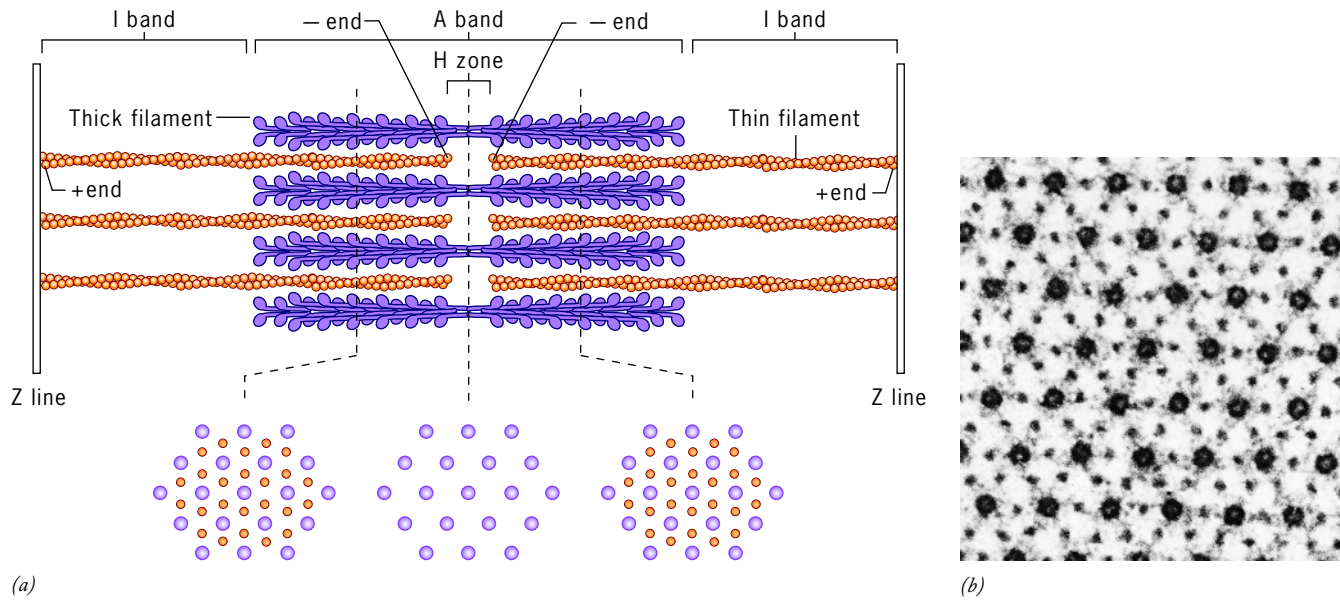 I band
— end
A band
— end
I band
H zone
Thick filament
Thin filament
+end
+end
Z line
Z line
(a)
(b)